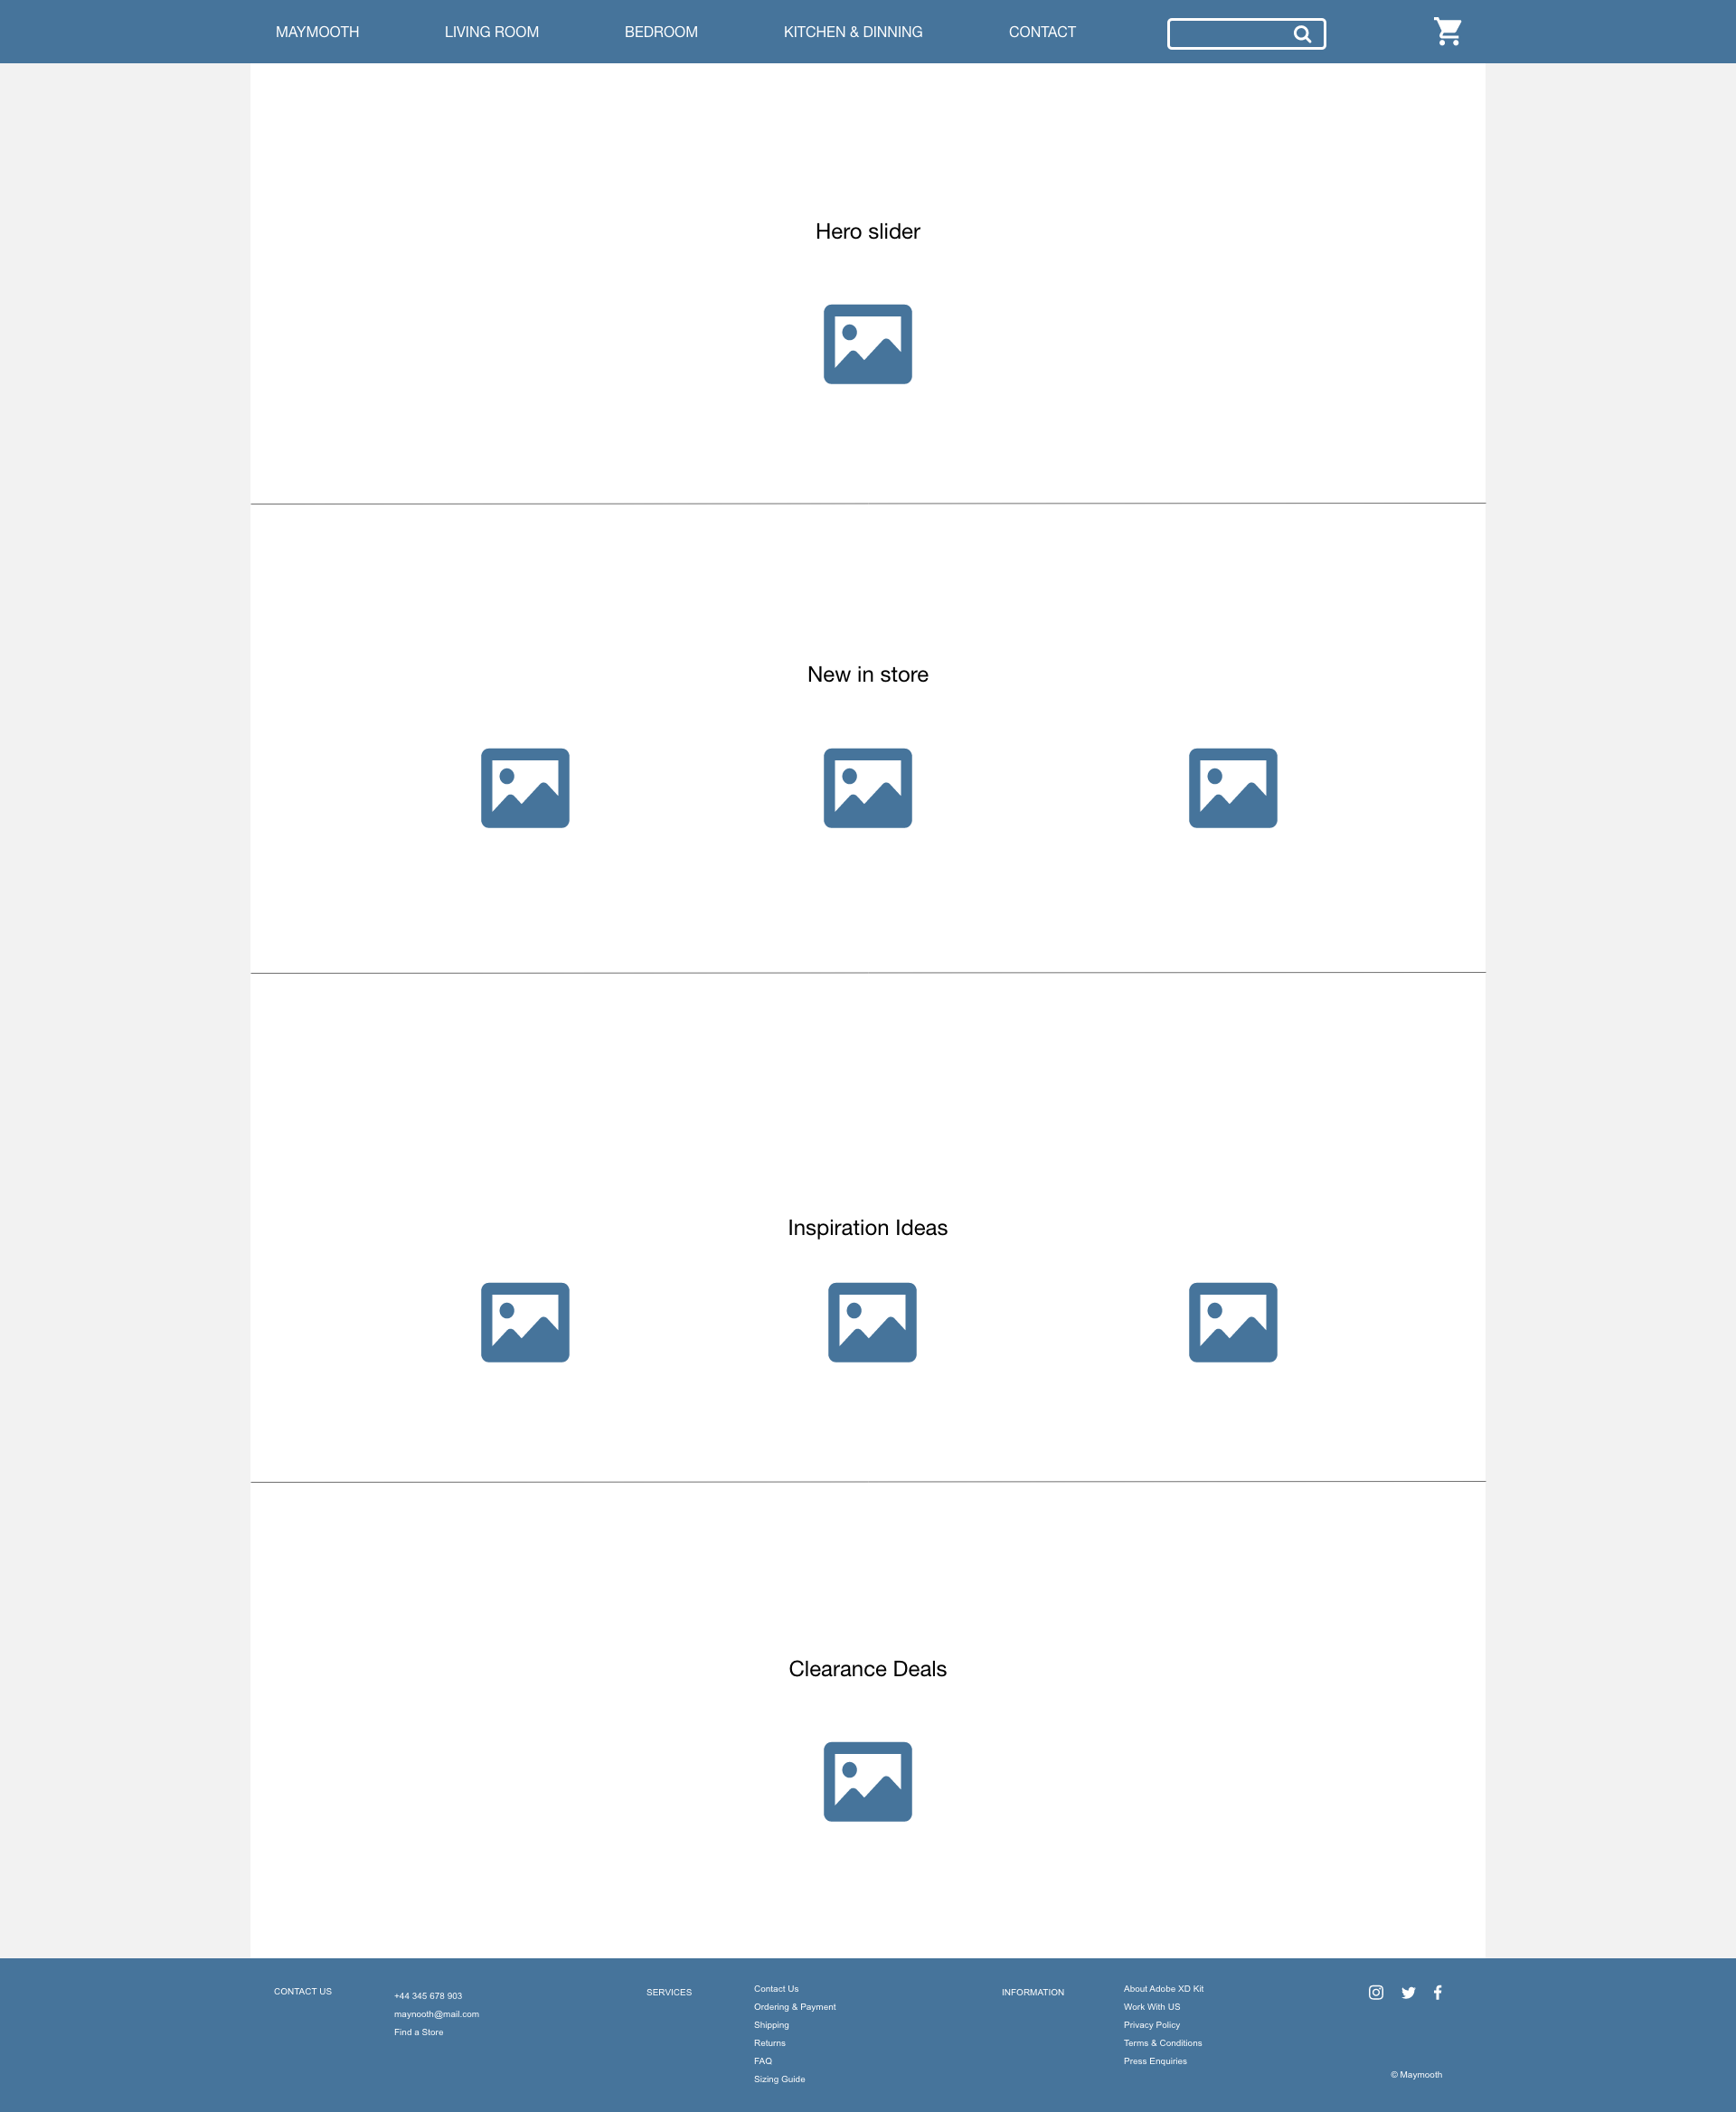 MAYMOOTH LIVING ROOM BEDROOM KITCHEN & DINNING CONTACT
Hero slider
New in store
Inspiration Ideas
Clearance Deals
CONTACT US
+44 345 678 903
maynooth@mail.com
Find a Store
SERVICES
Contact Us
Ordering & Payment
Shipping
Returns
FAQ
Sizing Guide
INFORMATION
About Adobe XD Kit
Work With US
Privacy Policy
Terms & Conditions
Press Enquiries
© Maymooth